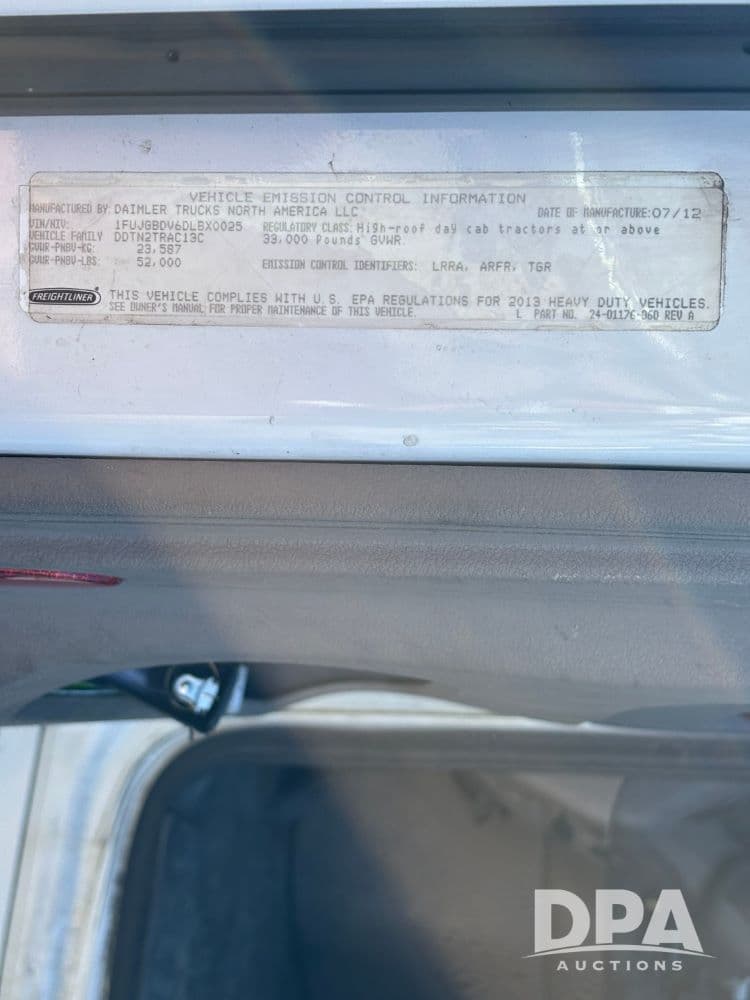 VEHICLE EMISSION CONTROL INFORMATION
MANUFACTURED BY: DAIMLER TRUCKS NORTH AMERICA LLC DATE OF MANUFACTURE: 07/12
VIN/NIV: 1FUJGBDV6DLBX0025 REGULATORY CLASS: High-roof day cab tractors at or above
VEHICLE FAMILY DDTN2TRAC13C 33,000 Pounds GVWR.
GVWR-PNBV-KG: 23,587
GVWR-PNBV-LBS: 52,000 EMISSION CONTROL IDENTIFIERS: LRRA, ARFR, TGR
FREIGHTLINER THIS VEHICLE COMPLIES WITH U.S. EPA REGULATIONS FOR 2013 HEAVY DUTY VEHICLES.
SEE OWNER'S MANUAL FOR PROPER MAINTENANCE OF THIS VEHICLE. L PART NO. 24-01176-060 REV A
DPA
AUCTIONS